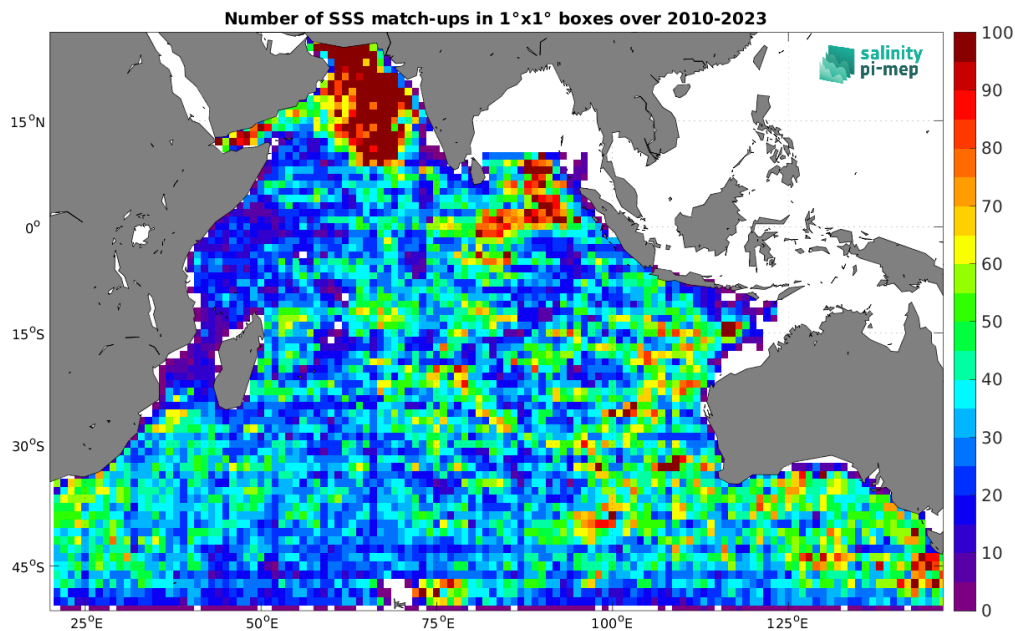 Number of SSS match-ups in 1°x1° boxes over 2010-2023
salinity
pi-mep
15°N
0°
15°S
30°S
45°S
25°E
50°E
75°E
100°E
125°E
100
90
80
70
60
50
40
30
20
10
0